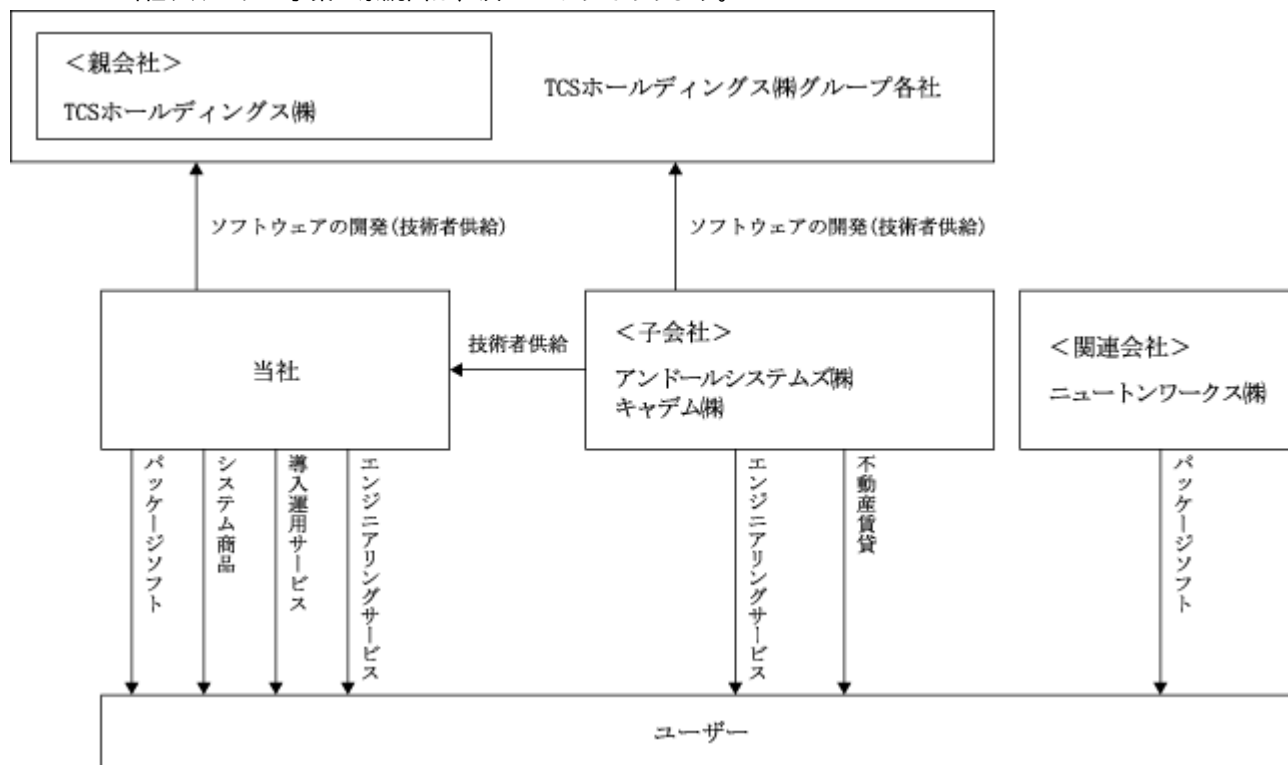 ＜親会社＞
TCSホールディングス㈱
TCSホールディングス㈱グループ各社
ソフトウェアの開発(技術者供給)
ソフトウェアの開発(技術者供給)
当社
技術者供給
＜子会社＞
アンドールシステムズ㈱
キャデム㈱
＜関連会社＞
ニュートンワークス㈱
パッケージソフト
システム商品
導入運用サービス
エンジニアリングサービス
エンジニアリングサービス
不動産賃貸
パッケージソフト
ユーザー